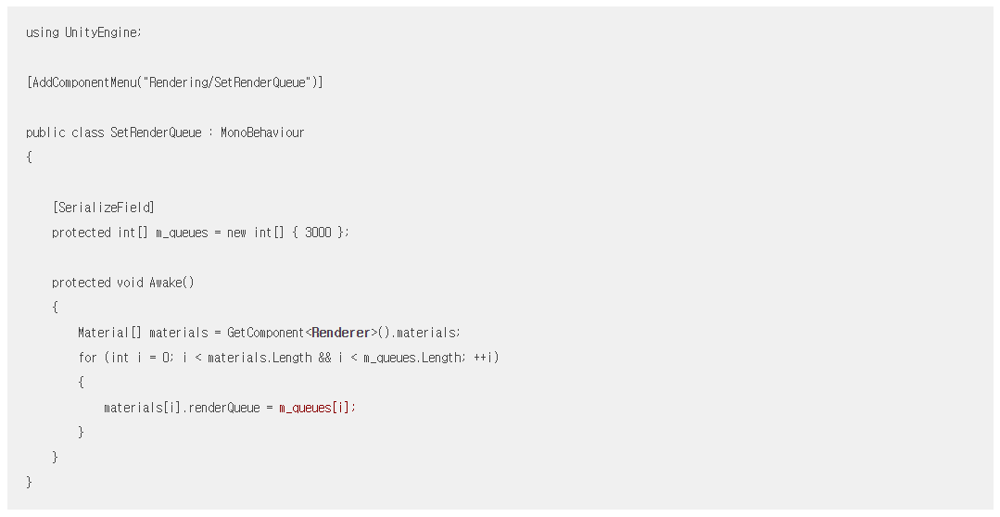 using UnityEngine;
[AddComponentMenu("Rendering/SetRenderQueue")]
public class SetRenderQueue : MonoBehaviour
{
[SerializeField]
protected int[] m_queues = new int[] { 3000 };
protected void Awake()
{
Material[] materials = GetComponent<Renderer>().materials;
for (int i = 0; i < materials.Length && i < m_queues.Length; ++i)
{
materials[i].renderQueue = m_queues[i];
}
}
}